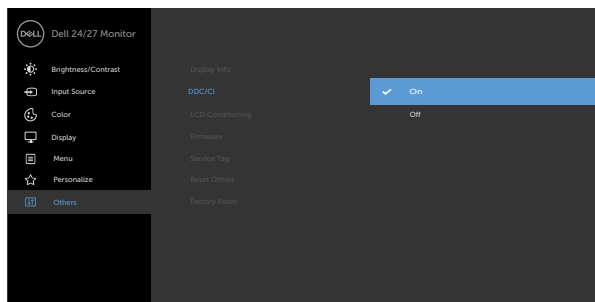 DELL Dell 24/27 Monitor
Brightness/Contrast
Input Source
Color
Display
Menu
Personalize
Others
Display Info
DDC/CI
LCD Conditioning
Firmware
Service Tag
Reset Others
Factory Reset
On
Off